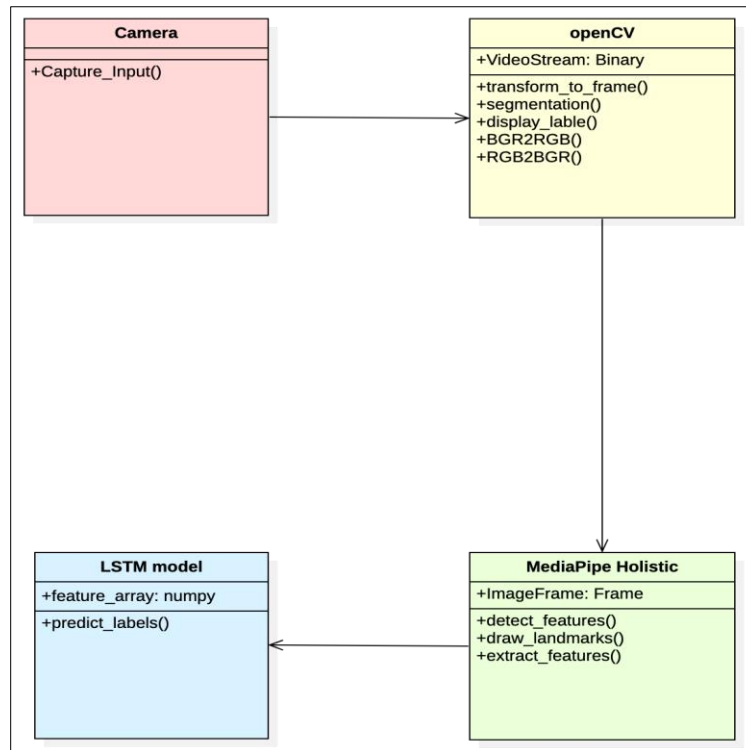 Camera
+Capture_Input()
openCV
+VideoStream: Binary
+transform_to_frame()
+segmentation()
+display_lable()
+BGR2RGB()
+RGB2BGR()
LSTM model
+feature_array: numpy
+predict_labels()
MediaPipe Holistic
+ImageFrame: Frame
+detect_features()
+draw_landmarks()
+extract_features()